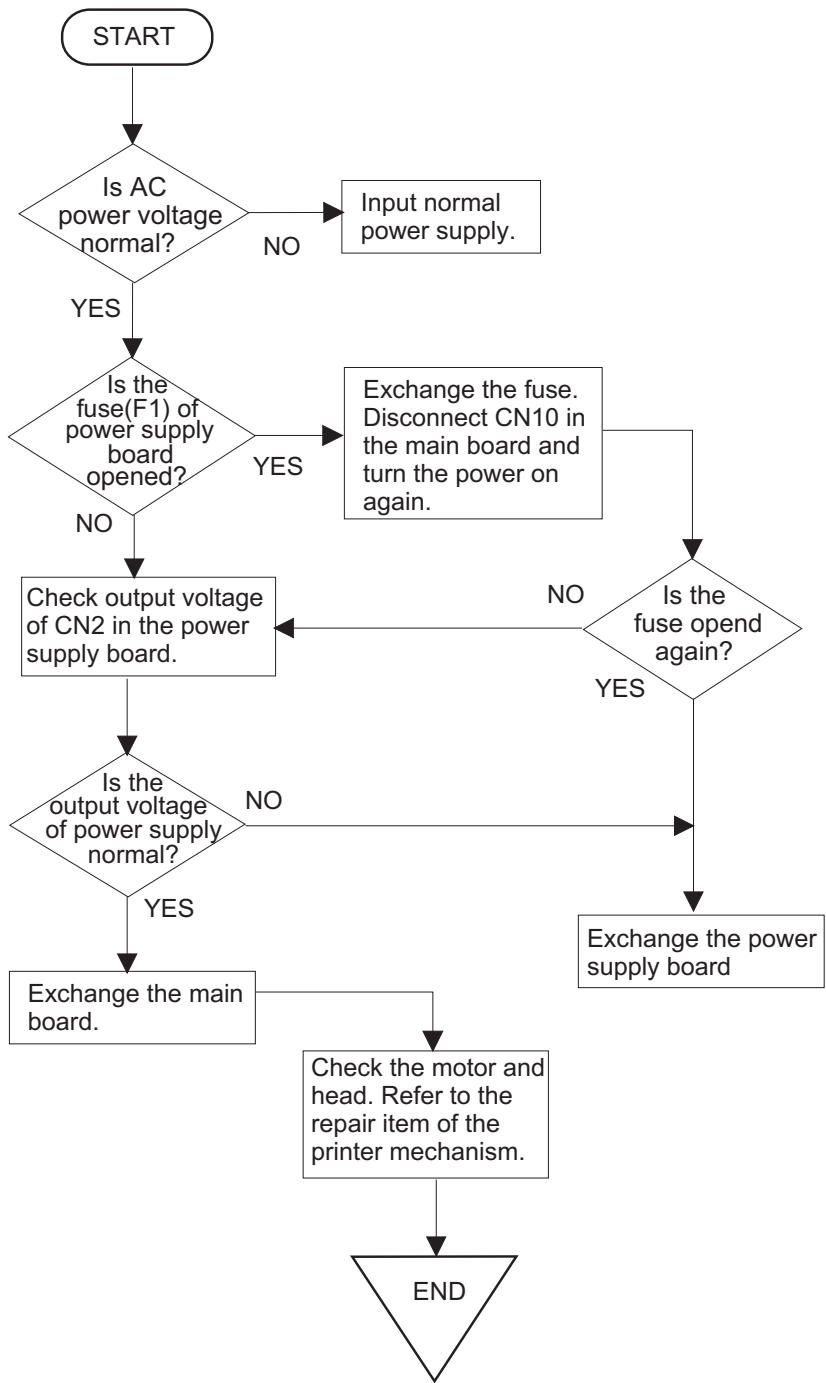 START
Is AC
power voltage
normal?
Input normal
power supply.
NO
YES
Is the
fuse(F1) of
power supply
board
opened?
YES
Exchange the fuse.
Disconnect CN10 in
the main board and
turn the power on
again.
NO
Check output voltage
of CN2 in the power
supply board.
NO
Is the
fuse opend
again?
YES
Is the
output voltage
of power supply
normal?
NO
YES
Exchange the power
supply board
Exchange the main
board.
Check the motor and
head. Refer to the
repair item of the
printer mechanism.
END